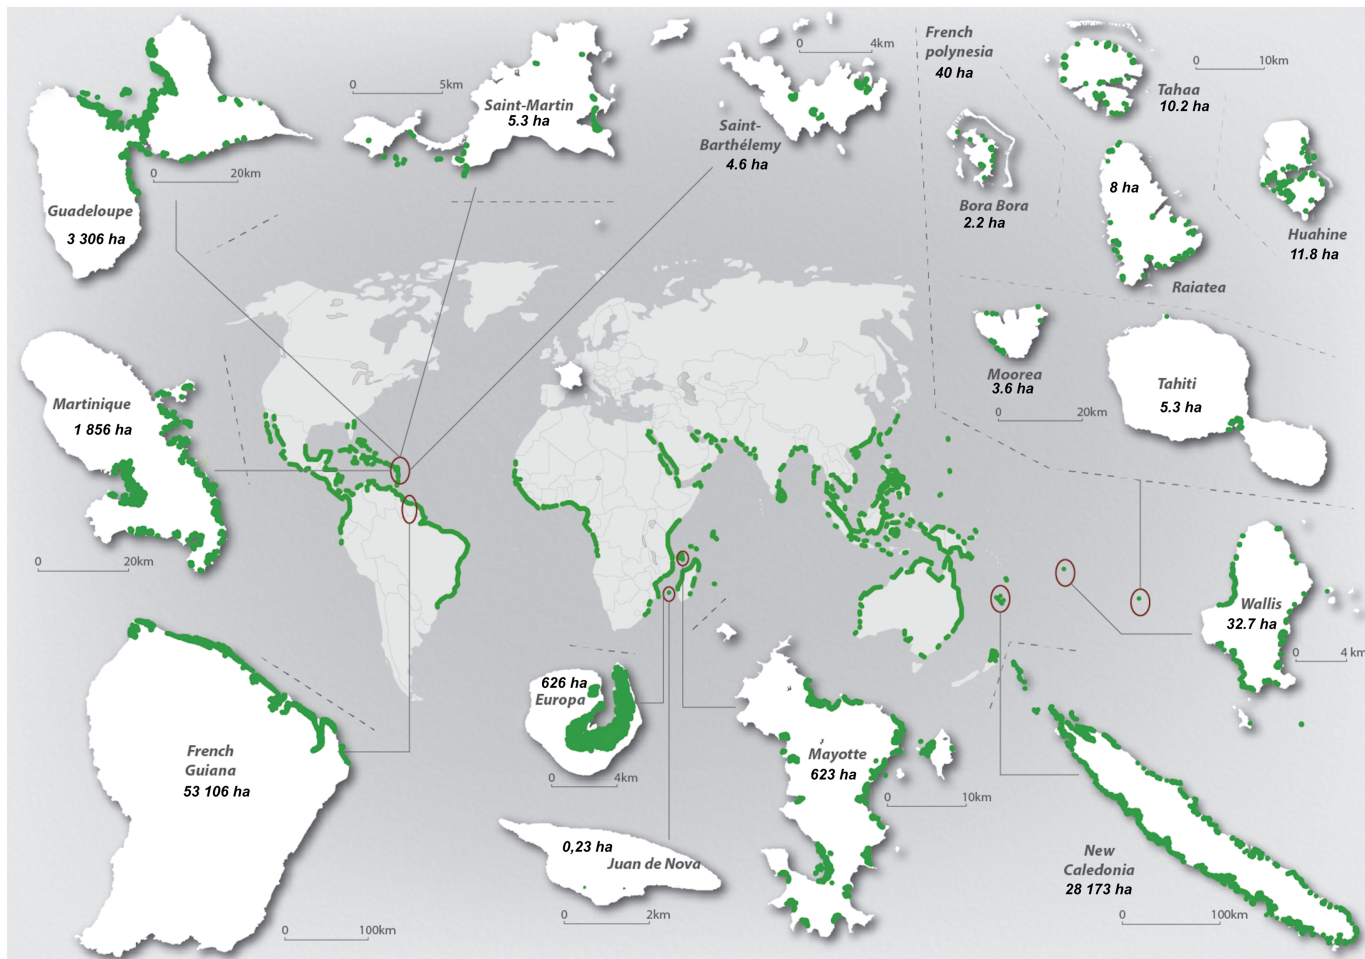 Guadeloupe
3 306 ha
0 20km
0 5km
Saint-Martin
5.3 ha
0 4km
Saint-
Barthélemy
4.6 ha
French
polynesia
40 ha
Tahaa
10.2 ha
0 10km
Bora Bora
2.2 ha
8 ha
Raiatea
Huahine
11.8 ha
Moorea
3.6 ha
0 20km
Tahiti
5.3 ha
Martinique
1 856 ha
0 20km
Wallis
32.7 ha
0 4 km
French
Guiana
53 106 ha
0 100km
626 ha
Europa
0 4km
0,23 ha
Juan de Nova
0 2km
Mayotte
623 ha
0 10km
New
Caledonia
28 173 ha
0 100km